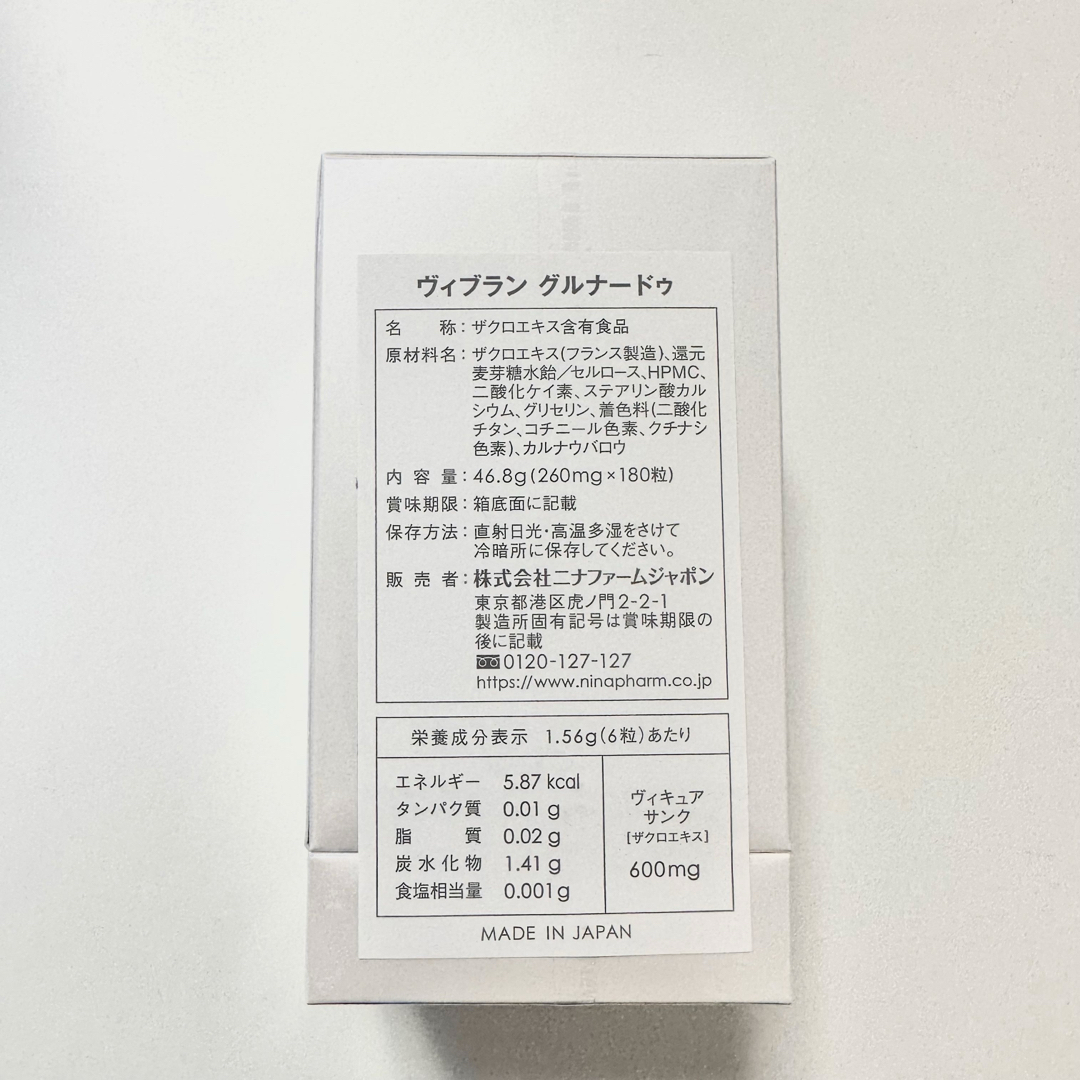 ヴィブラン グルナードゥ
名称：ザクロエキス含有食品
原材料名：ザクロエキス(フランス製造)、還元
麦芽糖水飴／セルロース、HPMC、
二酸化ケイ素、ステアリン酸カル
シウム、グリセリン、着色料(二酸化
チタン、コチニール色素、クチナシ
色素)、カルナウバロウ
内容量：46.8g(260mg×180粒)
賞味期限：箱底面に記載
保存方法：直射日光・高温多湿をさけて
冷暗所に保存してください。
販売者：株式会社ニナファームジャポン
東京都港区虎ノ門2-2-1
製造所固有記号は賞味期限の
後に記載
0120-127-127
https://www.ninapharm.co.jp
栄養成分表示 1.56g(6粒)あたり
エネルギー 5.87 kcal
タンパク質 0.01 g
脂質 0.02 g
炭水化物 1.41 g
食塩相当量 0.001g
ヴィキュア
サンク
[ザクロエキス]
600mg
MADE IN JAPAN